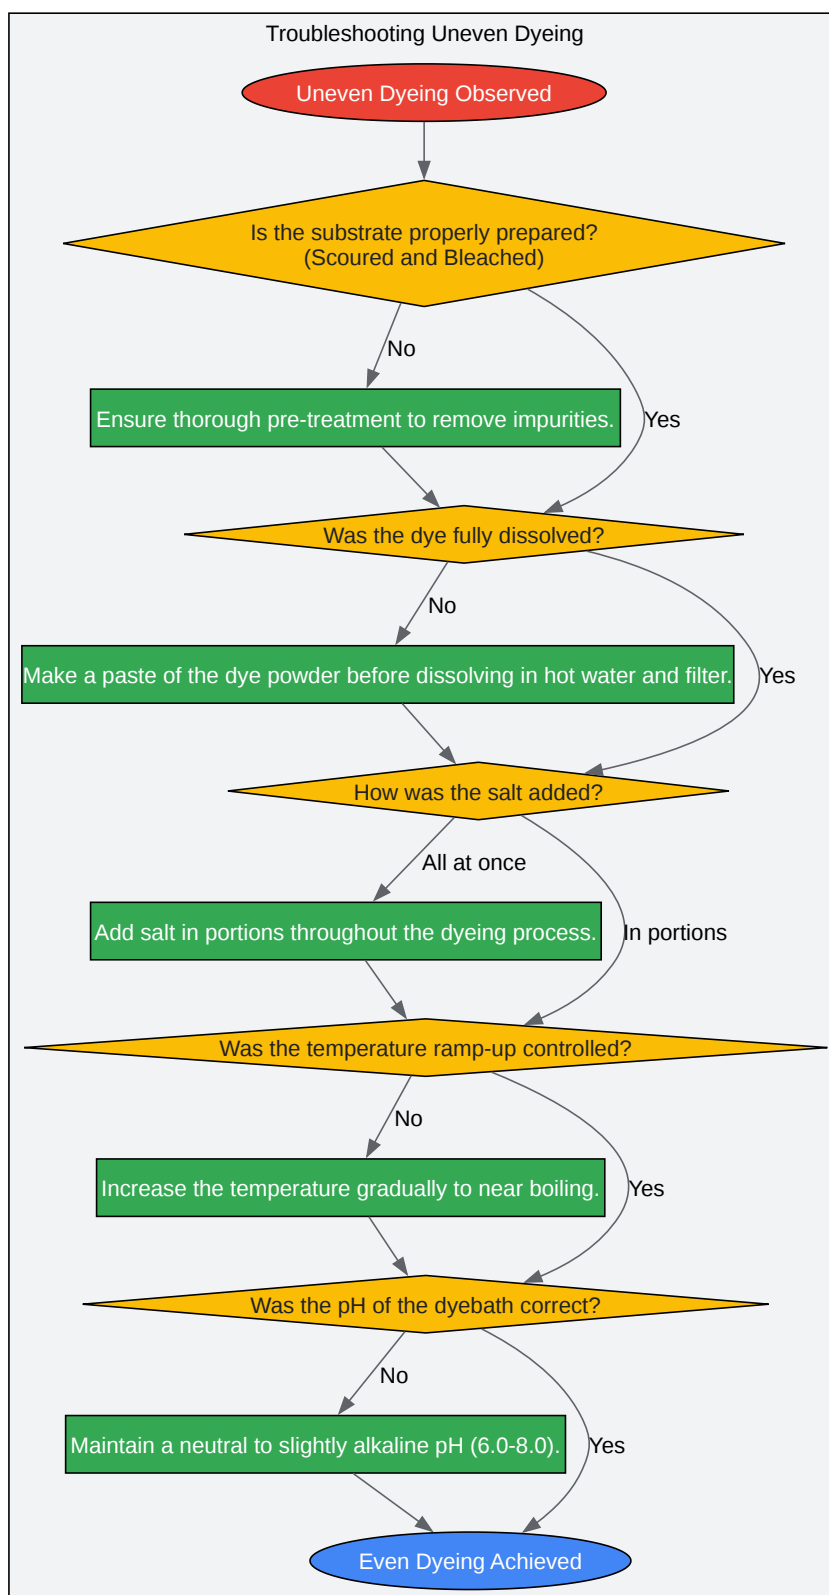 Troubleshooting Uneven Dyeing
Uneven Dyeing Observed
Is the substrate properly prepared?
(Scoured and Bleached)
No
Ensure thorough pre-treatment to remove impurities.
Yes
Was the dye fully dissolved?
No
Make a paste of the dye powder before dissolving in hot water and filter.
Yes
How was the salt added?
All at once
Add salt in portions throughout the dyeing process.
In portions
Was the temperature ramp-up controlled?
No
Increase the temperature gradually to near boiling.
Yes
Was the pH of the dyebath correct?
No
Maintain a neutral to slightly alkaline pH (6.0-8.0).
Yes
Even Dyeing Achieved